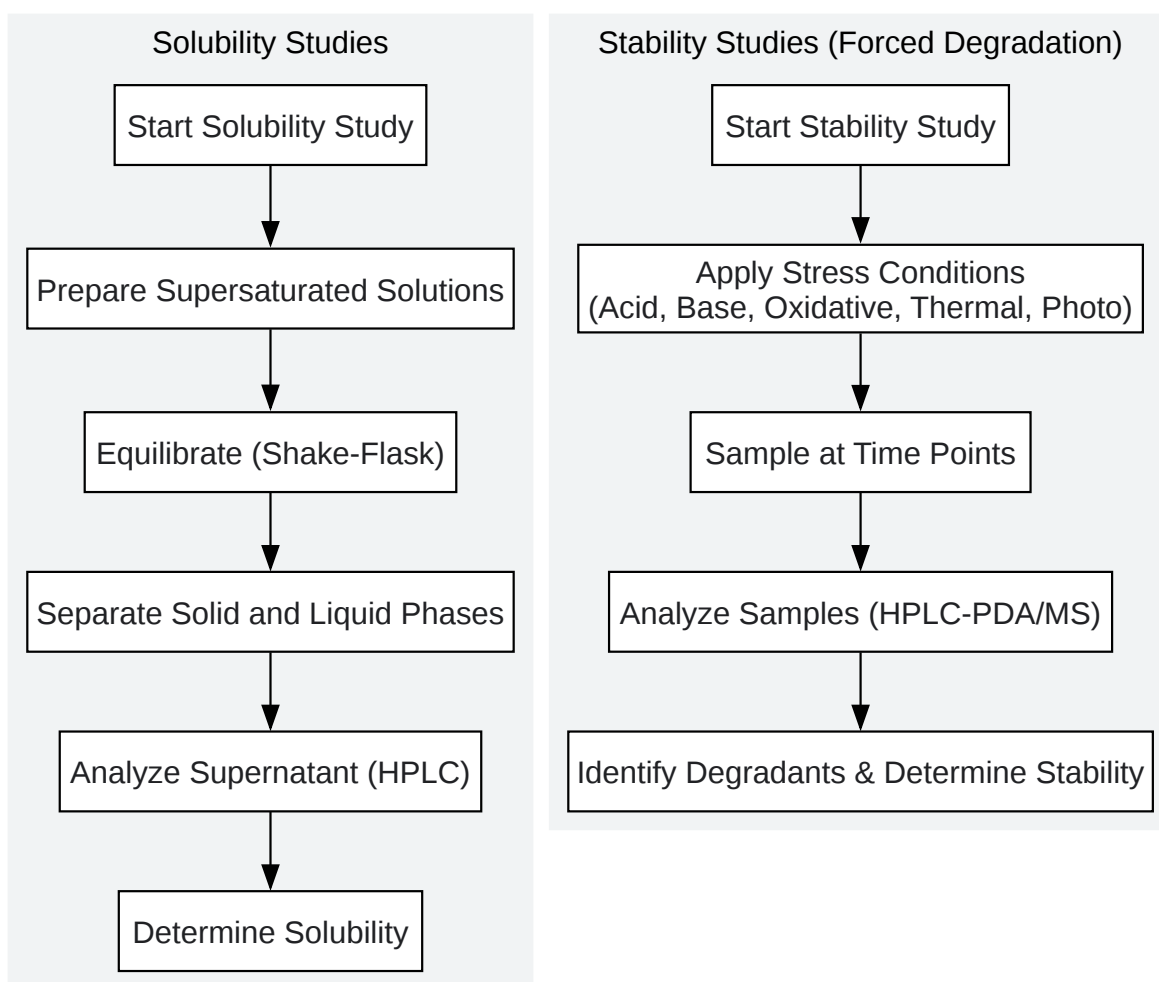 Solubility Studies
Start Solubility Study
Prepare Supersaturated Solutions
Equilibrate (Shake-Flask)
Separate Solid and Liquid Phases
Analyze Supernatant (HPLC)
Determine Solubility
Stability Studies (Forced Degradation)
Start Stability Study
Apply Stress Conditions
(Acid, Base, Oxidative, Thermal, Photo)
Sample at Time Points
Analyze Samples (HPLC-PDA/MS)
Identify Degradants & Determine Stability